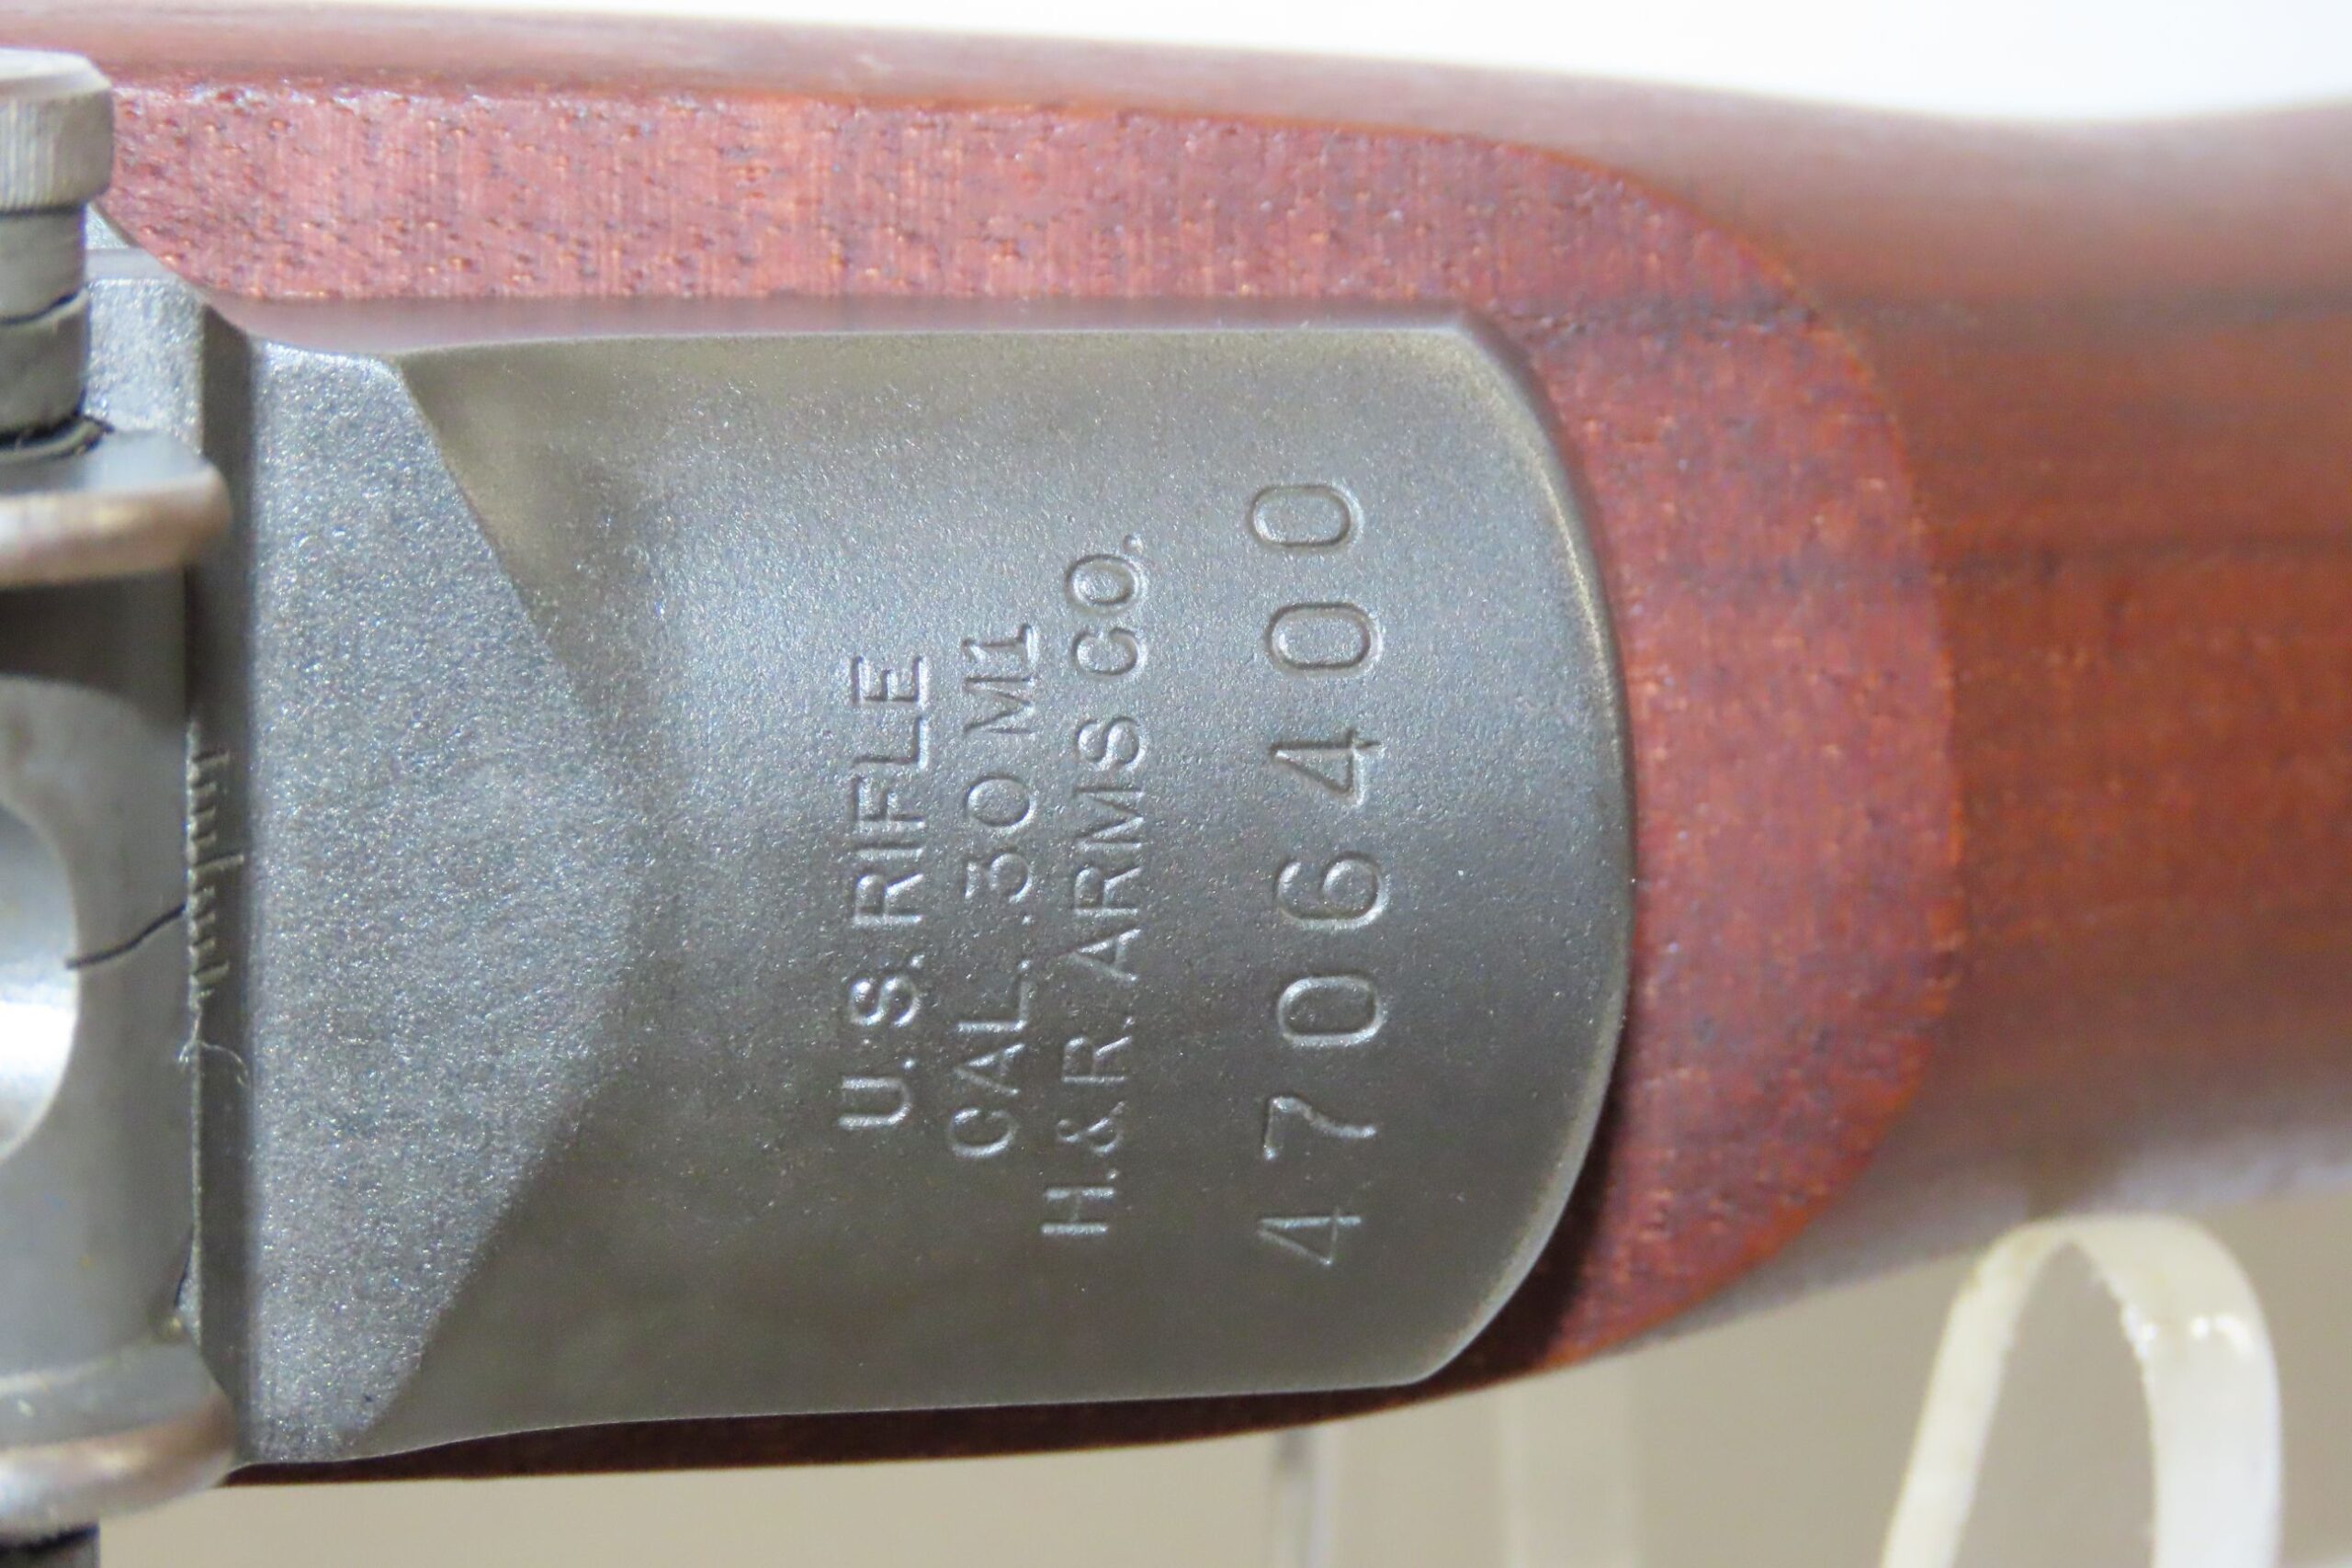 U.S. RIFLE
CAL. .30 M1
H.&R. ARMS CO.
4706400